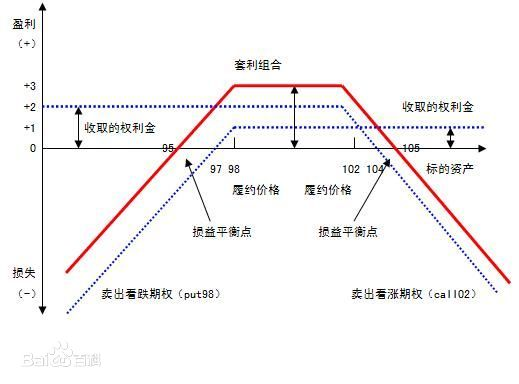 盈利
(+)
套利组合
+3
+2
收取的权利金
收取的权利金
+1
0
95
105
标的资产
97 98
102 104
履约价格
履约价格
损益平衡点
损益平衡点
损失
(-)
卖出看跌期权（put98）
卖出看涨期权（call02）
Bai百科